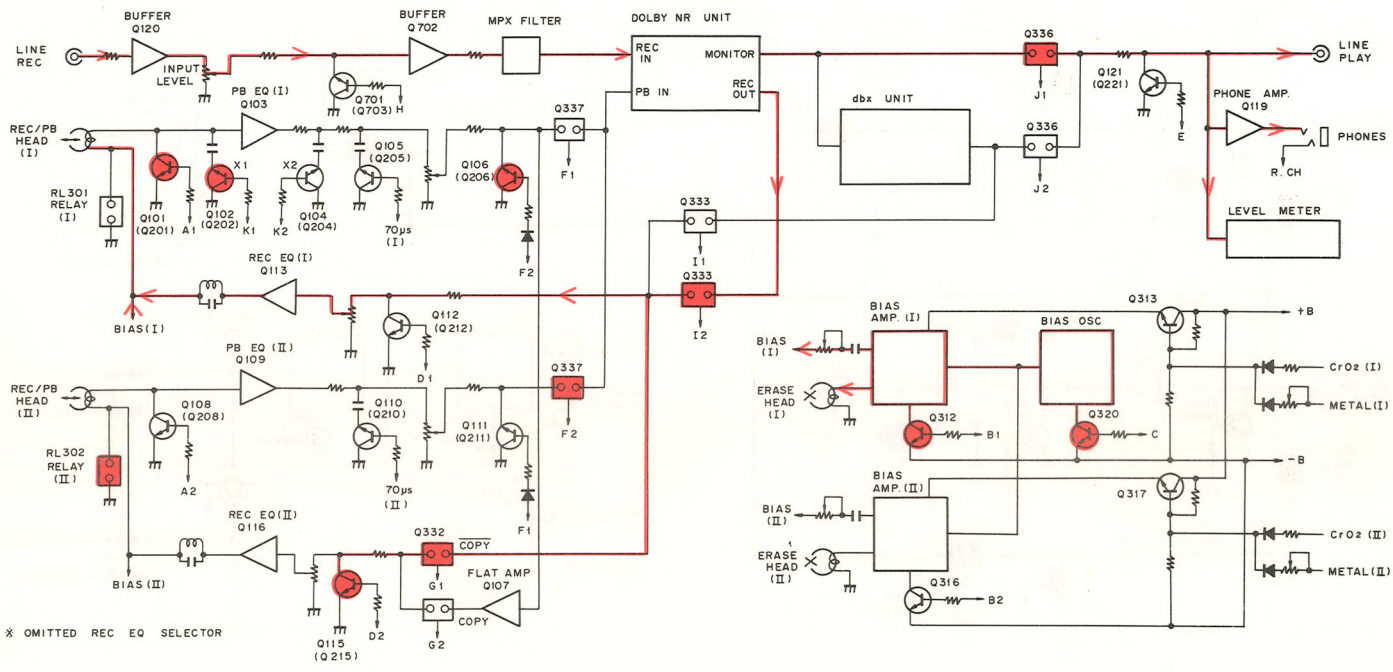 BUFFER
Q120
LINE
REC
INPUT
LEVEL
BUFFER
Q702
MPX FILTER
DOLBY NR UNIT
REC
IN
MONITOR
REC
OUT
PB IN
Q336
J1
LINE
PLAY
Q121
(Q221)
E
PHONE AMP.
Q119
PHONES
R.CH
LEVEL METER
dbx UNIT
Q336
J2
Q701
(Q703)
H
PB EQ(I)
Q103
REC/PB
HEAD
(I)
RL301
RELAY
(I)
Q101
(Q201)
A1
X1
Q102
(Q202)
K1
X2
K2
Q104
(Q204)
Q105
(Q205)
70µs
(I)
Q106
(Q206)
F2
Q337
F1
Q333
I1
Q333
I2
REC EQ(I)
Q113
BIAS(I)
Q112
(Q212)
D1
PB EQ(II)
Q109
REC/PB
HEAD
(II)
RL302
RELAY
(II)
Q108
(Q208)
A2
Q110
(Q210)
70µs
(II)
Q111
(Q211)
F1
Q337
F2
REC EQ(II)
Q116
BIAS(II)
Q115
(Q215)
D2
Q332
COPY
G1
FLAT AMP
Q107
COPY
G2
BIAS
AMP.(I)
BIAS OSC
Q313
+B
BIAS
(I)
ERASE
HEAD
(I)
Q312
B1
Q320
C
CrO2(I)
METAL(I)
-B
BIAS
AMP.(II)
Q317
BIAS
(II)
ERASE
HEAD
(II)
Q316
B2
CrO2(II)
METAL(II)
※ OMITTED REC EQ SELECTOR